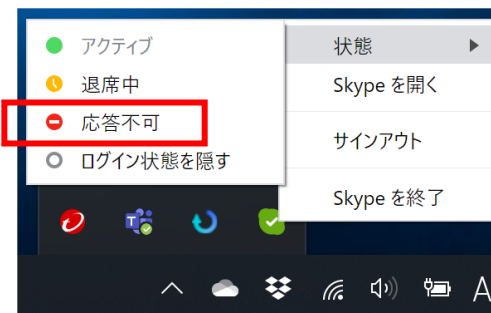 アクティブ
退席中
応答不可
ログイン状態を隠す
状態
Skype を開く
サインアウト
Skype を終了
A